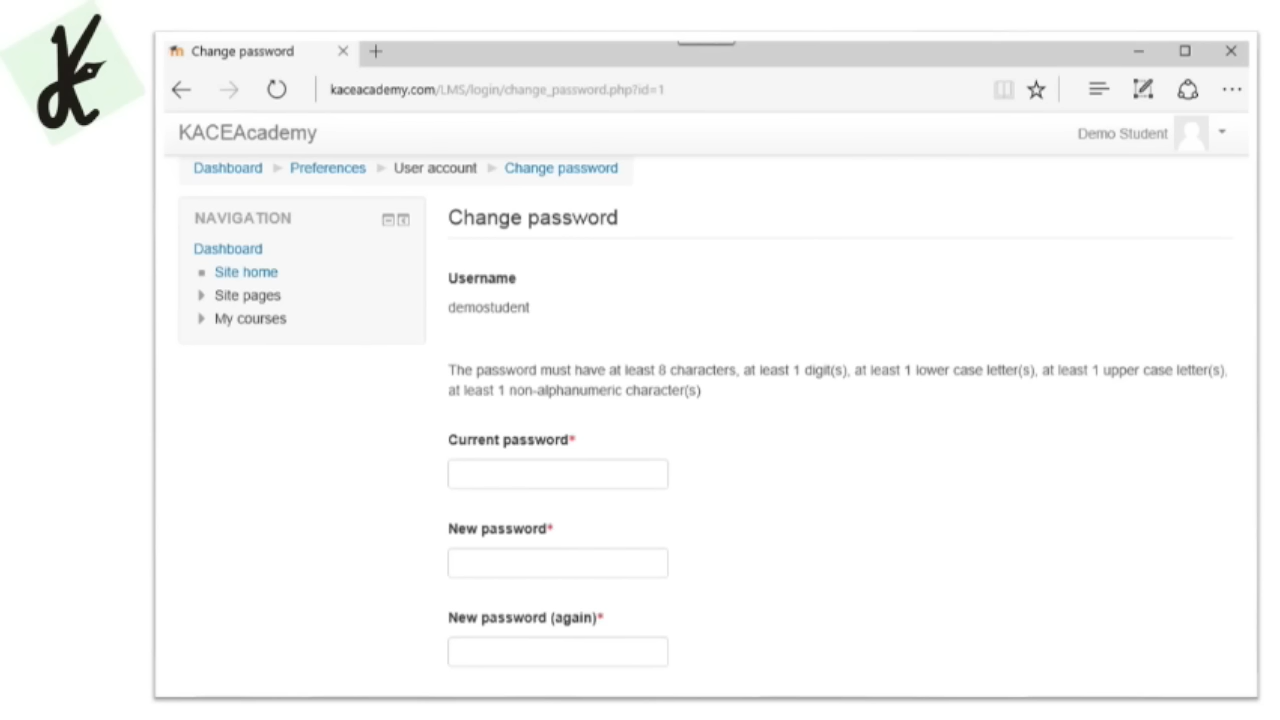 Change password
kaceacademy.com/LMS/login/change_password.php?id=1
KACEAcademy
Demo Student
Dashboard Preferences User account Change password
NAVIGATION
Dashboard
Site home
Site pages
My courses
Change password
Username
demostudent
The password must have at least 8 characters, at least 1 digit(s), at least 1 lower case letter(s), at least 1 upper case letter(s),
at least 1 non-alphanumeric character(s)
Current password*
New password*
New password (again)*